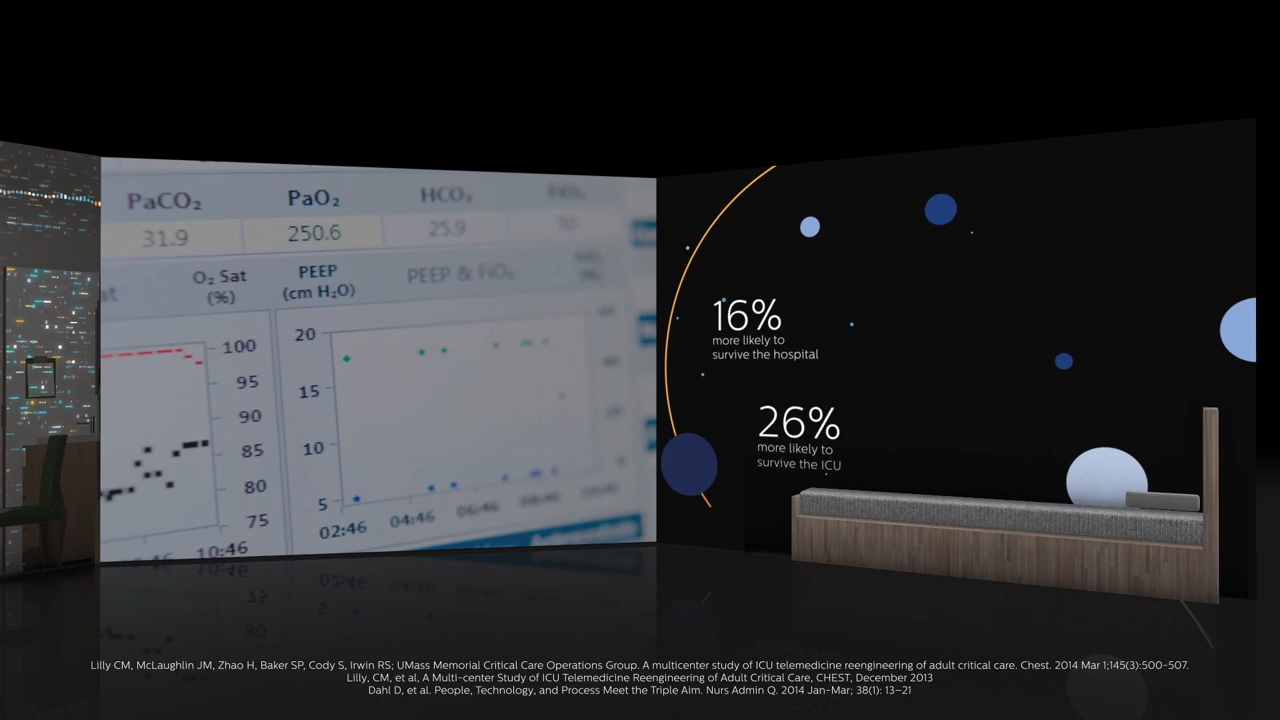 PaCO₂ PaO₂ HCO₃
31.9 250.6 25.9
O₂ Sat
(%)
PEEP
(cm H₂O)
PEEP & FiO₂
100
95
90
85
80
75
10:46
20
15
10
5
02:46 04:46 06:46 08:46
16%
more likely to
survive the hospital
26%
more likely to
survive the ICU
Lilly CM, McLaughlin JM, Zhao H, Baker SP, Cody S, Irwin RS; UMass Memorial Critical Care Operations Group. A multicenter study of ICU telemedicine reengineering of adult critical care. Chest. 2014 Mar 1;145(3):500-507.
Lilly, CM, et al, A Multi-center Study of ICU Telemedicine Reengineering of Adult Critical Care, CHEST, December 2013
Dahl D, et al. People, Technology, and Process Meet the Triple Aim. Nurs Admin Q. 2014 Jan-Mar; 38(1): 13–21